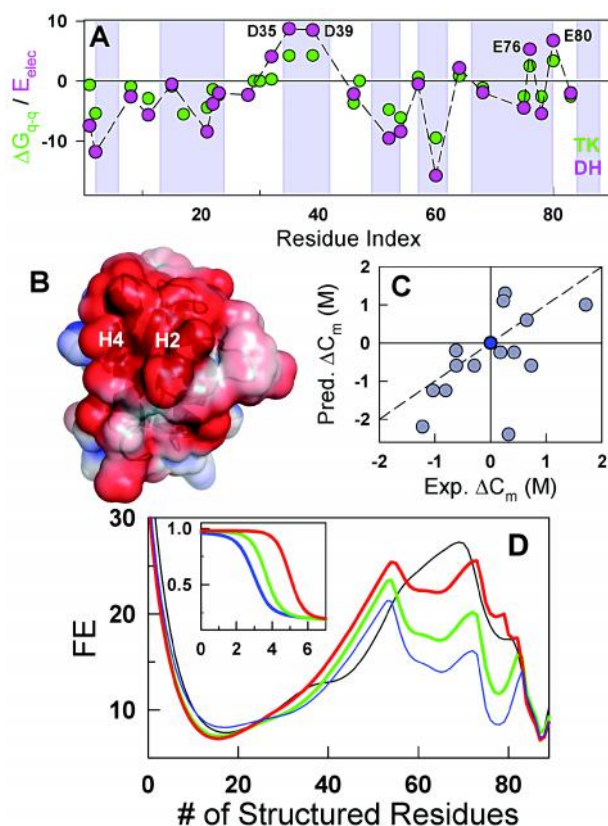 A
D35
D39
E76
E80
ΔG q-q / E elec
10
0
-10
TK
DH
20
40
60
80
Residue Index
B
H4
H2
C
Pred. ΔCm (M)
2
1
0
-1
-2
-2
-1
0
1
2
Exp. ΔCm (M)
D
FE
30
20
10
1.0
0.5
0
2
4
6
0
20
40
60
80
# of Structured Residues